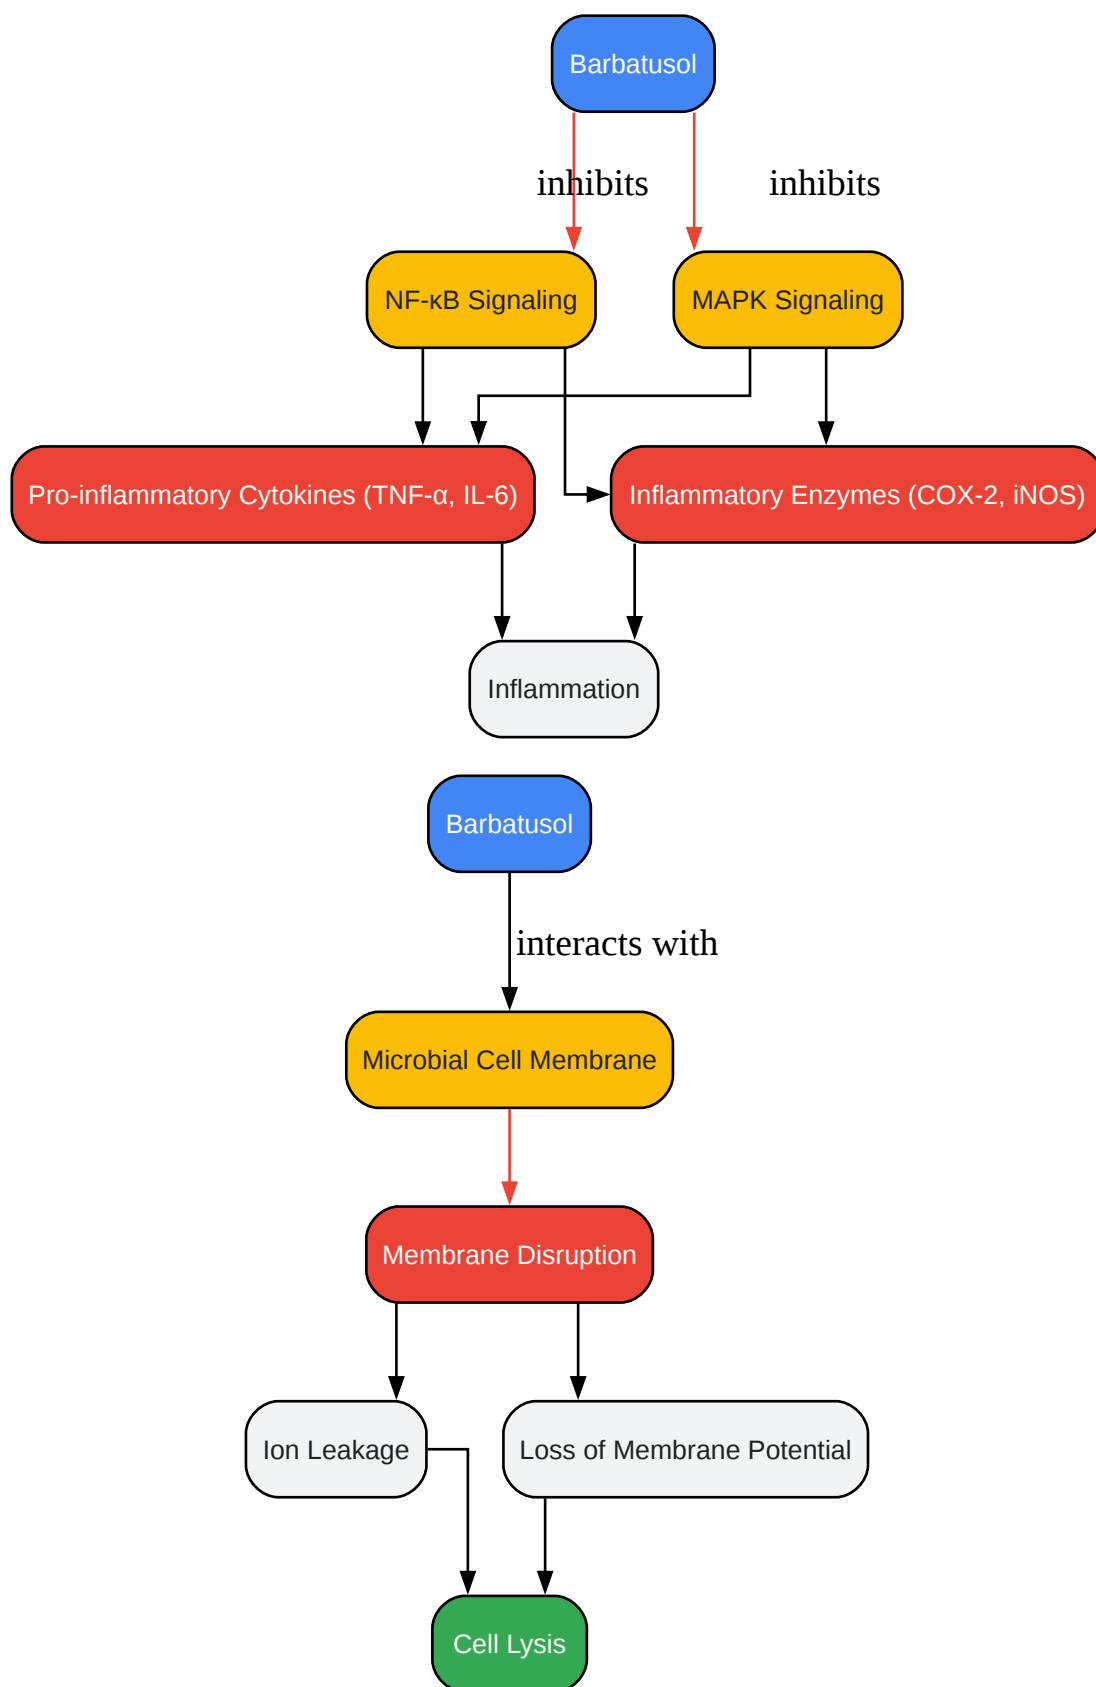 Barbatusol
inhibits
inhibits
NF-κB Signaling
MAPK Signaling
Pro-inflammatory Cytokines (TNF-α, IL-6)
Inflammatory Enzymes (COX-2, iNOS)
Inflammation
Barbatusol
interacts with
Microbial Cell Membrane
Membrane Disruption
Ion Leakage
Loss of Membrane Potential
Cell Lysis